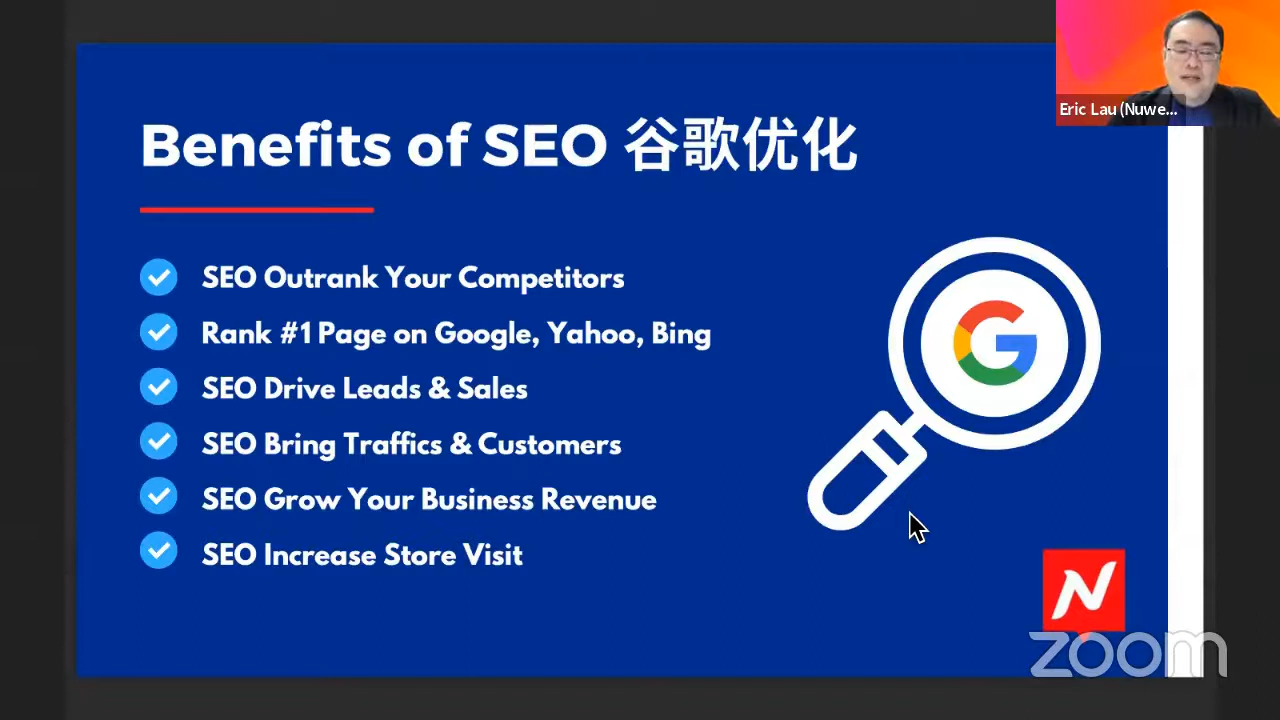 Eric Lau (Nuwe...
Benefits of SEO 谷歌优化
SEO Outrank Your Competitors
Rank #1 Page on Google, Yahoo, Bing
SEO Drive Leads & Sales
SEO Bring Traffics & Customers
SEO Grow Your Business Revenue
SEO Increase Store Visit
G
N
zoom